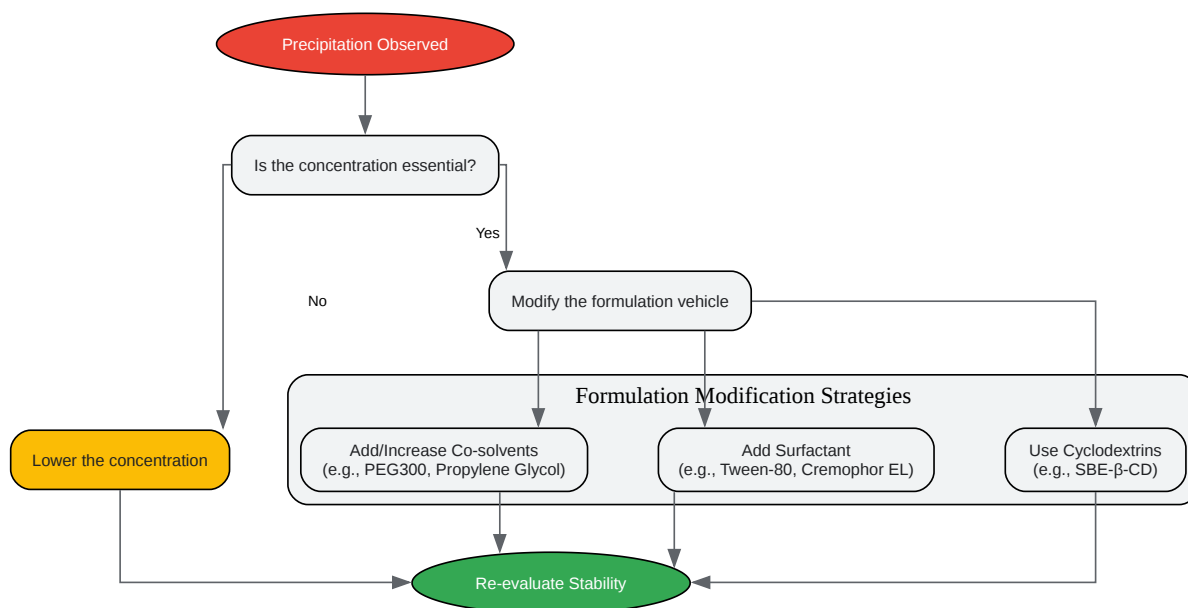 Precipitation Observed
Is the concentration essential?
Yes
No
Modify the formulation vehicle
Formulation Modification Strategies
Lower the concentration
Add/Increase Co-solvents
(e.g., PEG300, Propylene Glycol)
Add Surfactant
(e.g., Tween-80, Cremophor EL)
Use Cyclodextrins
(e.g., SBE-β-CD)
Re-evaluate Stability